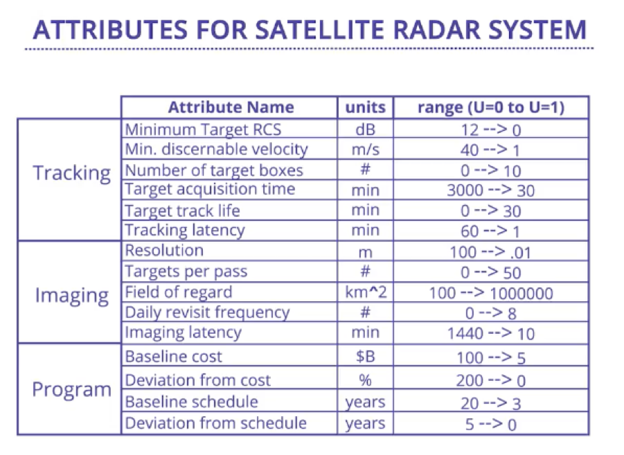 ATTRIBUTES FOR SATELLITE RADAR SYSTEM
Attribute Name units range (U=0 to U=1)
Tracking
Minimum Target RCS dB 12 --> 0
Min. discernable velocity m/s 40 --> 1
Number of target boxes # 0 --> 10
Target acquisition time min 3000 --> 30
Target track life min 0 --> 30
Tracking latency min 60 --> 1
Imaging
Resolution m 100 --> .01
Targets per pass # 0 --> 50
Field of regard km^2 100 --> 1000000
Daily revisit frequency # 0 --> 8
Imaging latency min 1440 --> 10
Program
Baseline cost $B 100 --> 5
Deviation from cost % 200 --> 0
Baseline schedule years 20 --> 3
Deviation from schedule years 5 --> 0